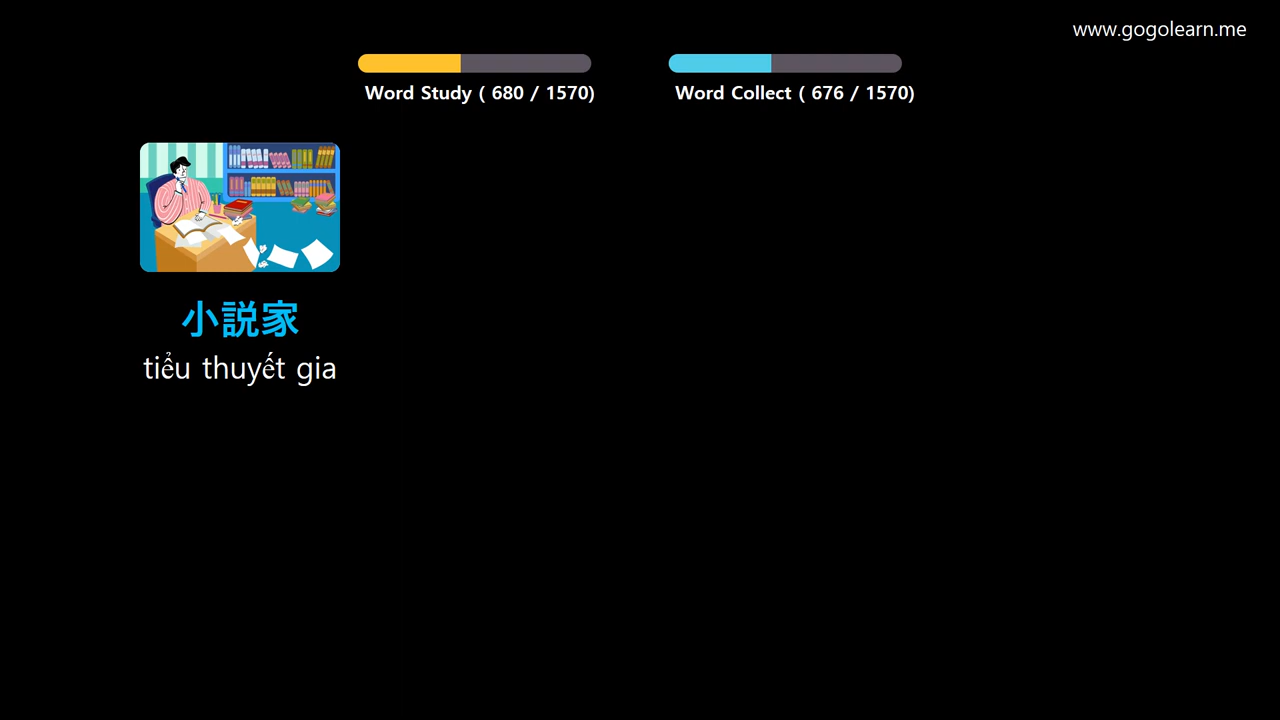 www.gogolearn.me
Word Study ( 680 / 1570)
Word Collect ( 676 / 1570)
小説家
tiểu thuyết gia